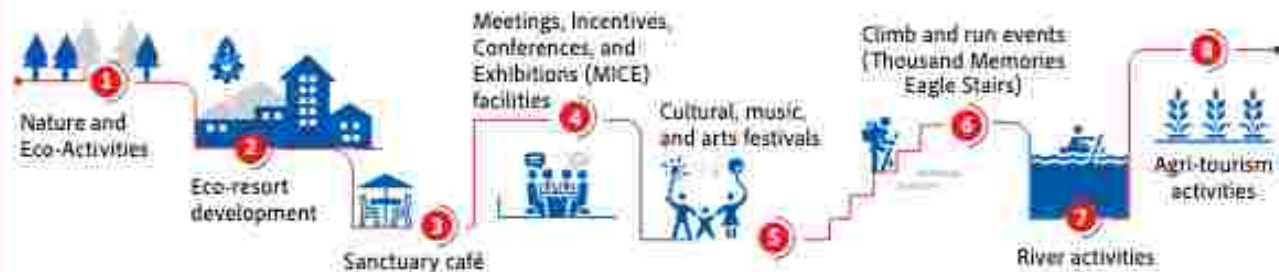 1
Nature and
Eco-Activities
2
Eco-resort
development
3
Sanctuary café
Meetings, Incentives,
Conferences, and
Exhibitions (MICE)
facilities
4
Cultural, music,
and arts festivals
5
Climb and run events
(Thousand Memories
Eagle Stairs)
6
7
River activities
8
Agri-tourism
activities